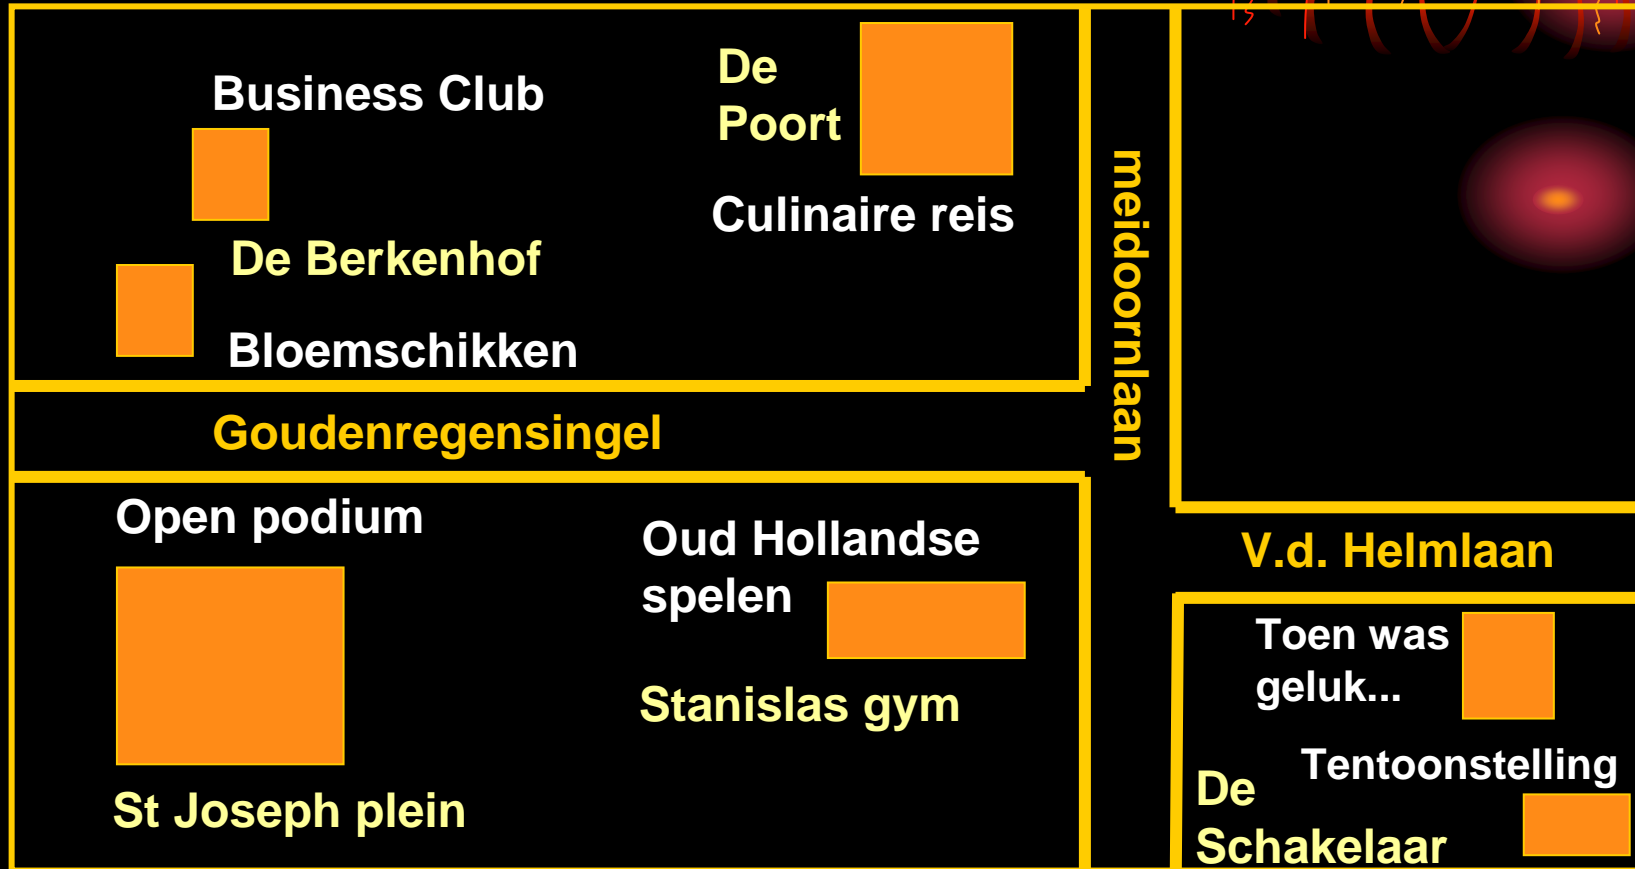 Business Club
De
Poort
Culinaire reis
De Berkenhof
Bloemschikken
meidoornlaan
Goudenregensingel
Open podium
Oud Hollandse
spelen
Stanislas gym
St Joseph plein
V.d. Helmlaan
Toen was
geluk...
Tentoonstelling
De
Schakelaar